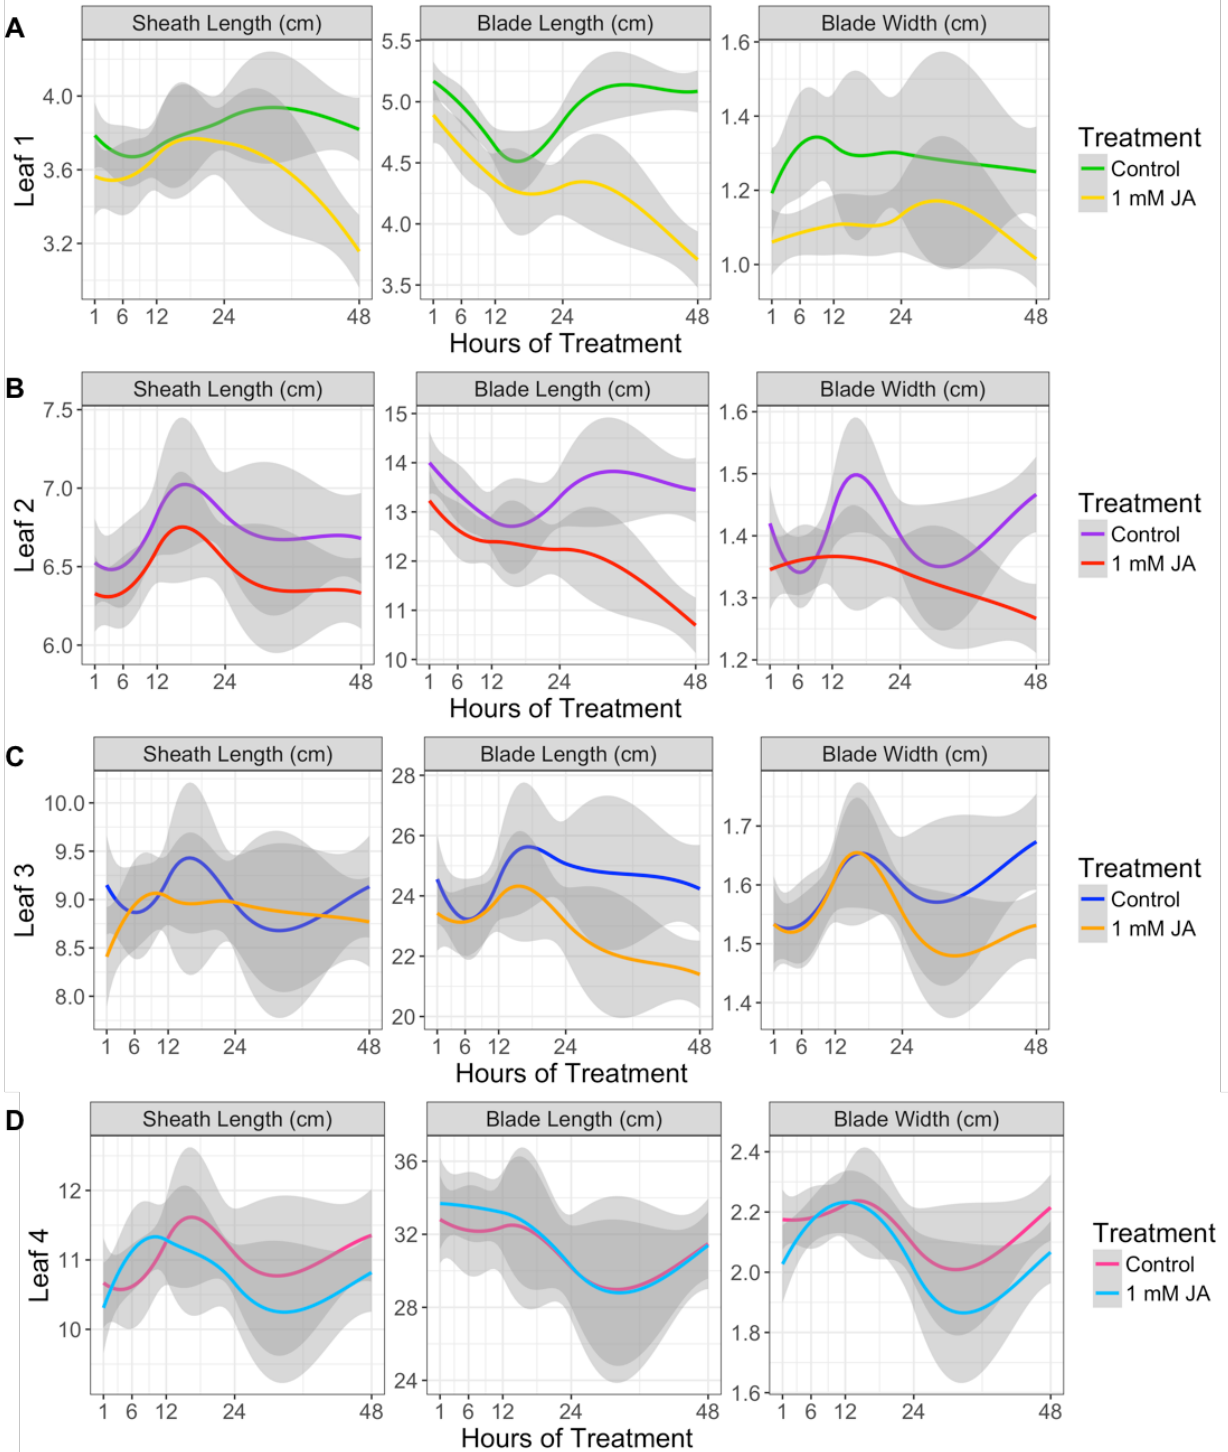 A
Sheath Length (cm)
Blade Length (cm)
Blade Width (cm)
Leaf 1
4.0
3.6
3.2
5.5
5.0
4.5
4.0
3.5
1.6
1.4
1.2
1.0
1 6 12 24 48
1 6 12 24 48
1 6 12 24 48
Hours of Treatment
Treatment
Control
1 mM JA
B
Sheath Length (cm)
Blade Length (cm)
Blade Width (cm)
Leaf 2
7.5
7.0
6.5
6.0
15
14
13
12
11
10
1.6
1.5
1.4
1.3
1.2
1 6 12 24 48
1 6 12 24 48
1 6 12 24 48
Hours of Treatment
Treatment
Control
1 mM JA
C
Sheath Length (cm)
Blade Length (cm)
Blade Width (cm)
Leaf 3
10.0
9.5
9.0
8.5
8.0
28
26
24
22
20
1.7
1.6
1.5
1.4
1 6 12 24 48
1 6 12 24 48
1 6 12 24 48
Hours of Treatment
Treatment
Control
1 mM JA
D
Sheath Length (cm)
Blade Length (cm)
Blade Width (cm)
Leaf 4
12
11
10
36
32
28
24
2.4
2.2
2.0
1.8
1.6
1 6 12 24 48
1 6 12 24 48
1 6 12 24 48
Hours of Treatment
Treatment
Control
1 mM JA